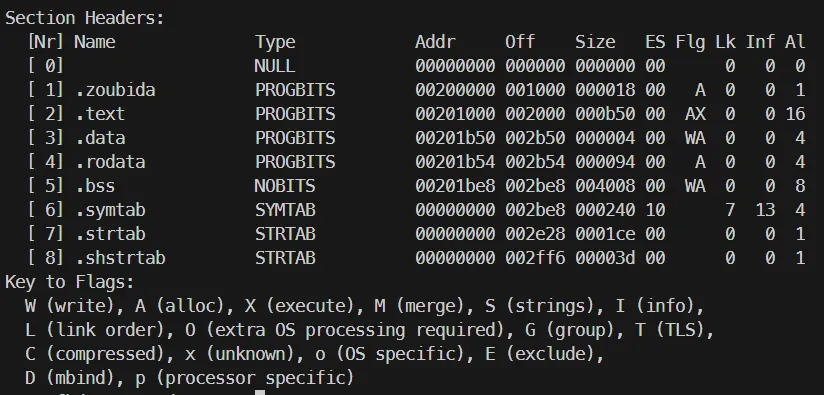 Section Headers:
  [Nr] Name              Type            Addr     Off    Size   ES Flg Lk Inf Al
  [ 0]                   NULL            00000000 000000 000000 00      0   0  0
  [ 1] .zoubida          PROGBITS        00200000 001000 000018 00   A  0   0  1
  [ 2] .text             PROGBITS        00201000 002000 000b50 00  AX  0   0 16
  [ 3] .data             PROGBITS        00201b50 002b50 000004 00  WA  0   0  4
  [ 4] .rodata           PROGBITS        00201b54 002b54 000094 00   A  0   0  4
  [ 5] .bss              NOBITS          00201be8 002be8 004008 00  WA  0   0  8
  [ 6] .symtab           SYMTAB          00000000 002be8 000240 10      7  13  4
  [ 7] .strtab           STRTAB          00000000 002e28 0001ce 00      0   0  1
  [ 8] .shstrtab         STRTAB          00000000 002ff6 00003d 00      0   0  1
Key to Flags:
  W (write), A (alloc), X (execute), M (merge), S (strings), I (info),
  L (link order), O (extra OS processing required), G (group), T (TLS),
  C (compressed), x (unknown), o (OS specific), E (exclude),
  D (mbind), p (processor specific)